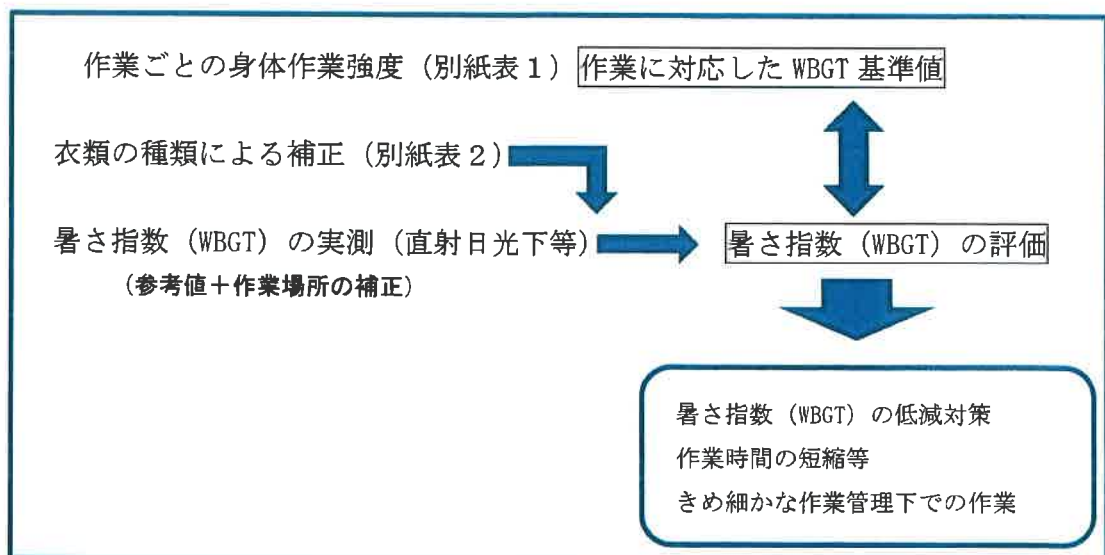 作業ごとの身体作業強度（別紙表１）作業に対応した WBGT 基準値
衣類の種類による補正（別紙表２）
暑さ指数（WBGT）の実測（直射日光下等）
暑さ指数（WBGT）の評価
（参考値＋作業場所の補正）
暑さ指数（WBGT）の低減対策
作業時間の短縮等
きめ細かな作業管理下での作業